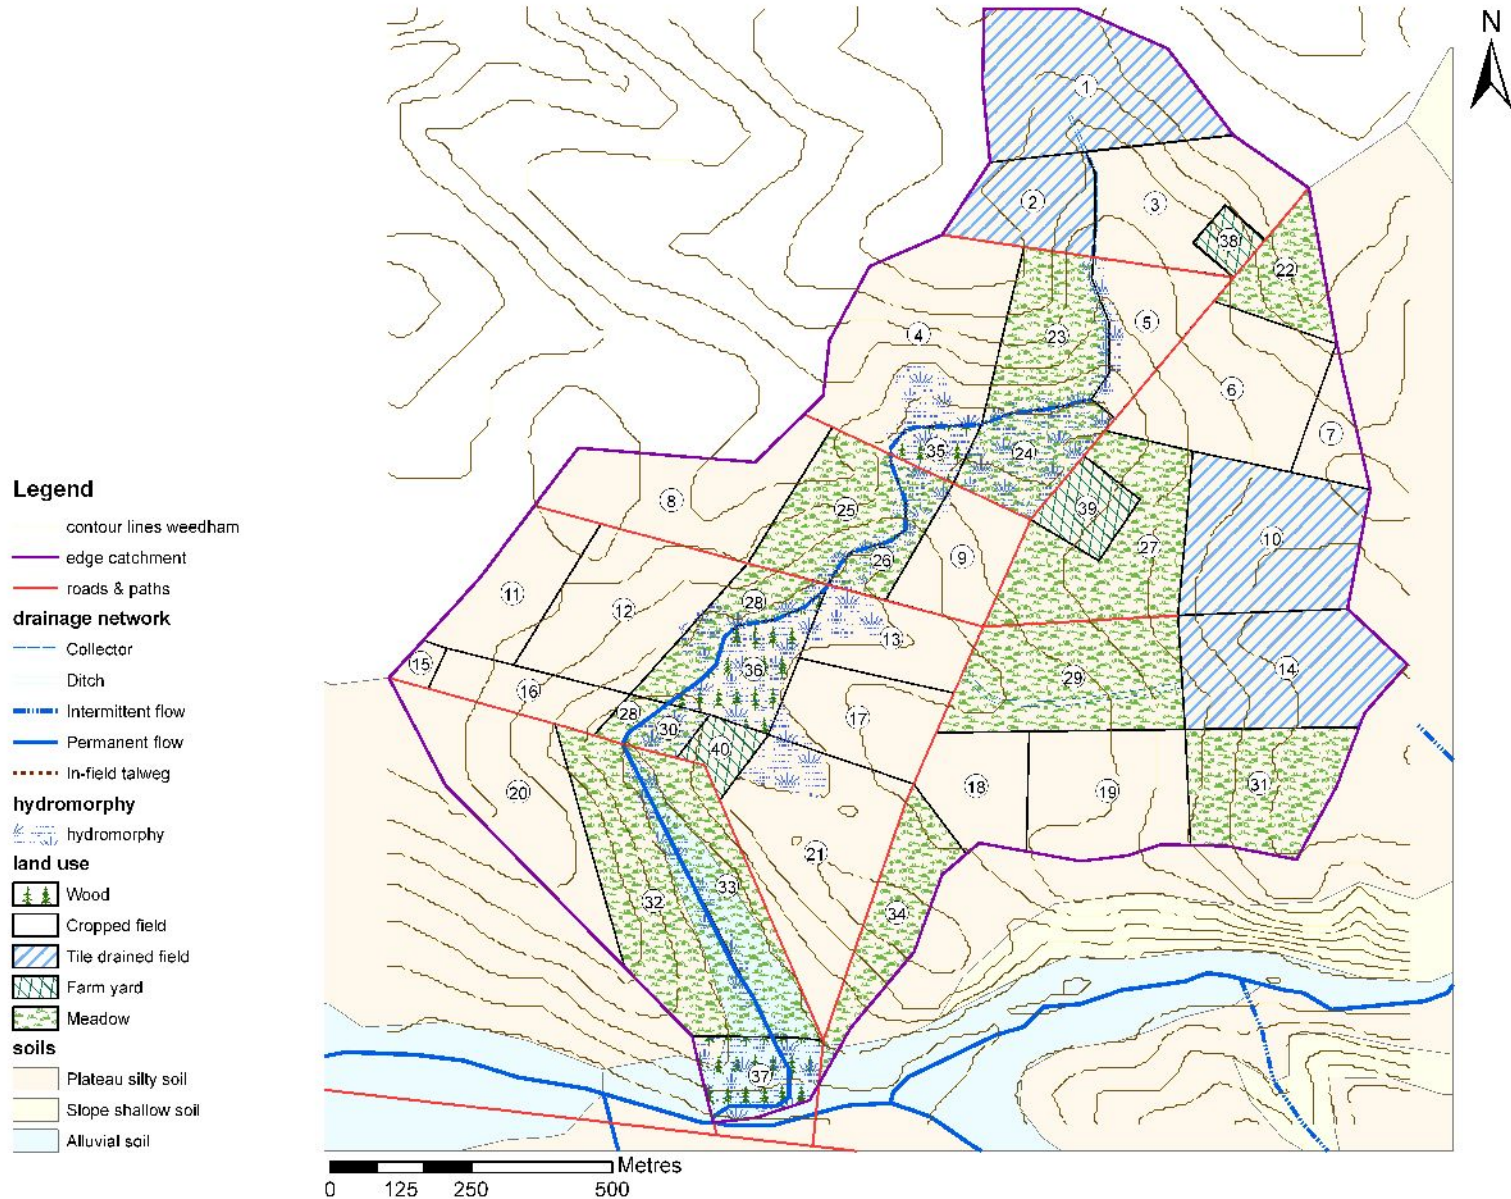 N
1
2
3
38
22
4
23
5
6
7
35
24
8
25
39
10
27
26
9
11
12
28
13
15
16
36
29
14
28
30
40
17
20
18
19
31
21
33
32
34
37
Legend
contour lines weedham
edge catchment
roads & paths
drainage network
Collector
Ditch
Intermittent flow
Permanent flow
In-field talweg
hydromorphy
hydromorphy
land use
Wood
Cropped field
Tile drained field
Farm yard
Meadow
soils
Plateau silty soil
Slope shallow soil
Alluvial soil
Metres
0 125 250 500